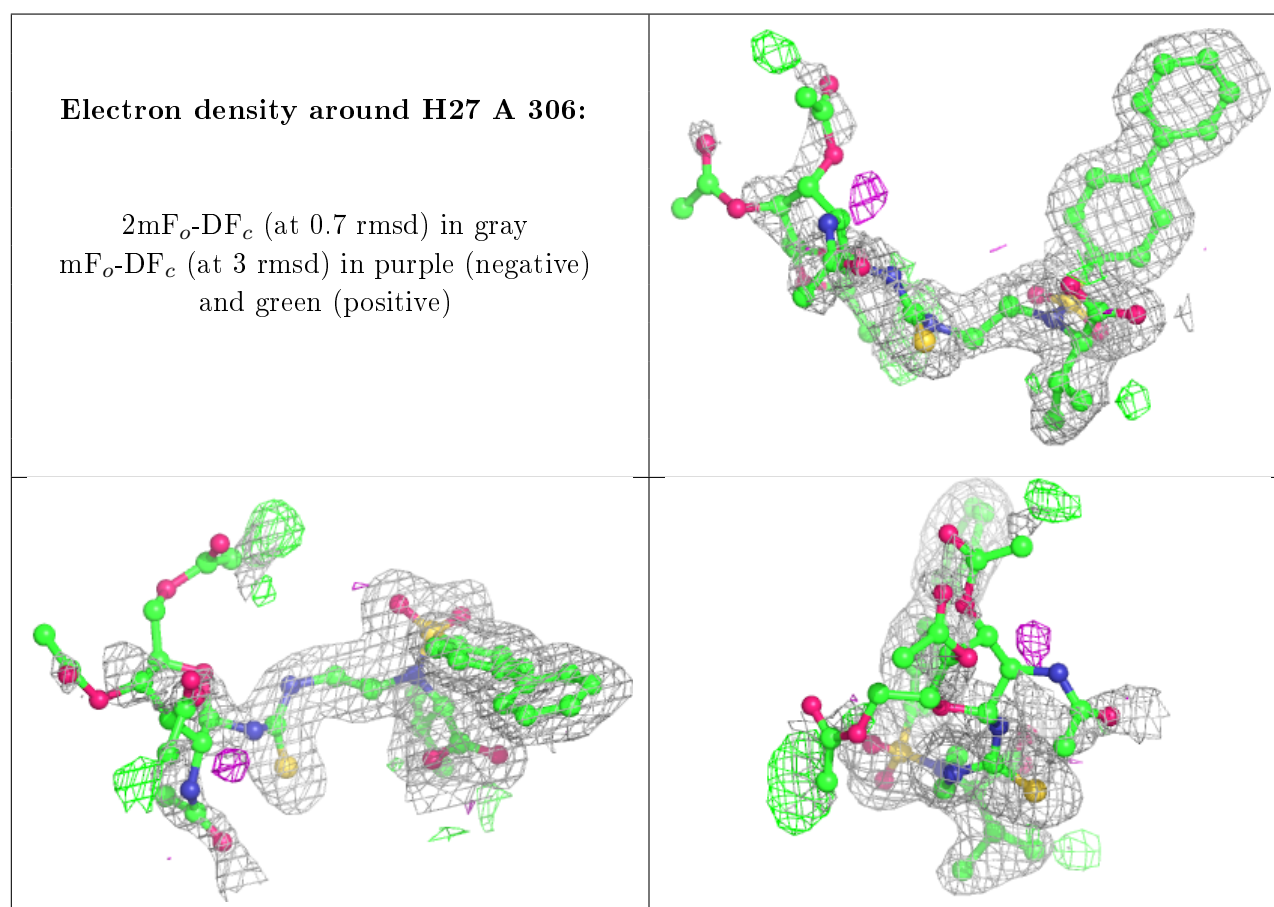 Electron density around H27 A 306:
2mFo-DFc (at 0.7 rmsd) in gray
mFo-DFc (at 3 rmsd) in purple (negative)
and green (positive)